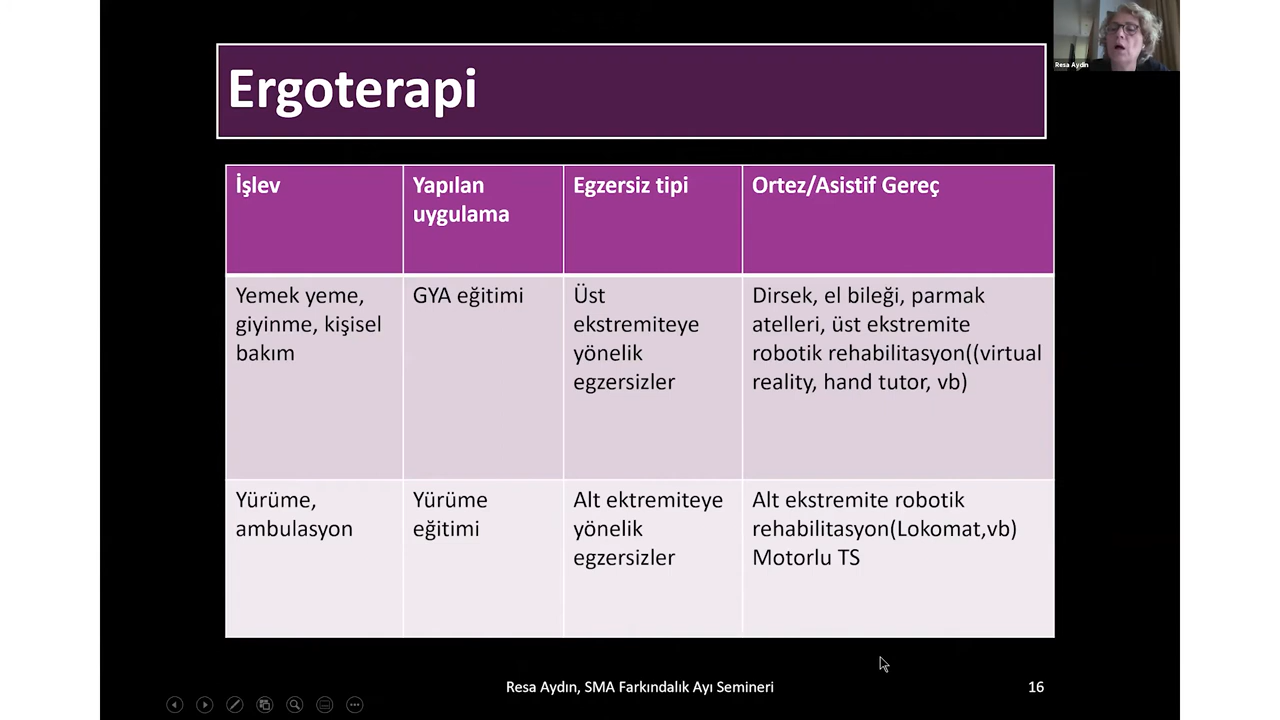 Resa Aydın
Ergoterapi
İşlev
Yapılan
uygulama
Egzersiz tipi
Ortez/Asistif Gereç
Yemek yeme,
giyinme, kişisel
bakım
GYA eğitimi
Üst
ekstremiteye
yönelik
egzersizler
Dirsek, el bileği, parmak
atelleri, üst ekstremite
robotik rehabilitasyon((virtual
reality, hand tutor, vb)
Yürüme,
ambulasyon
Yürüme
eğitimi
Alt ektremiteye
yönelik
egzersizler
Alt ekstremite robotik
rehabilitasyon(Lokomat,vb)
Motorlu TS
Resa Aydın, SMA Farkındalık Ayı Semineri
16